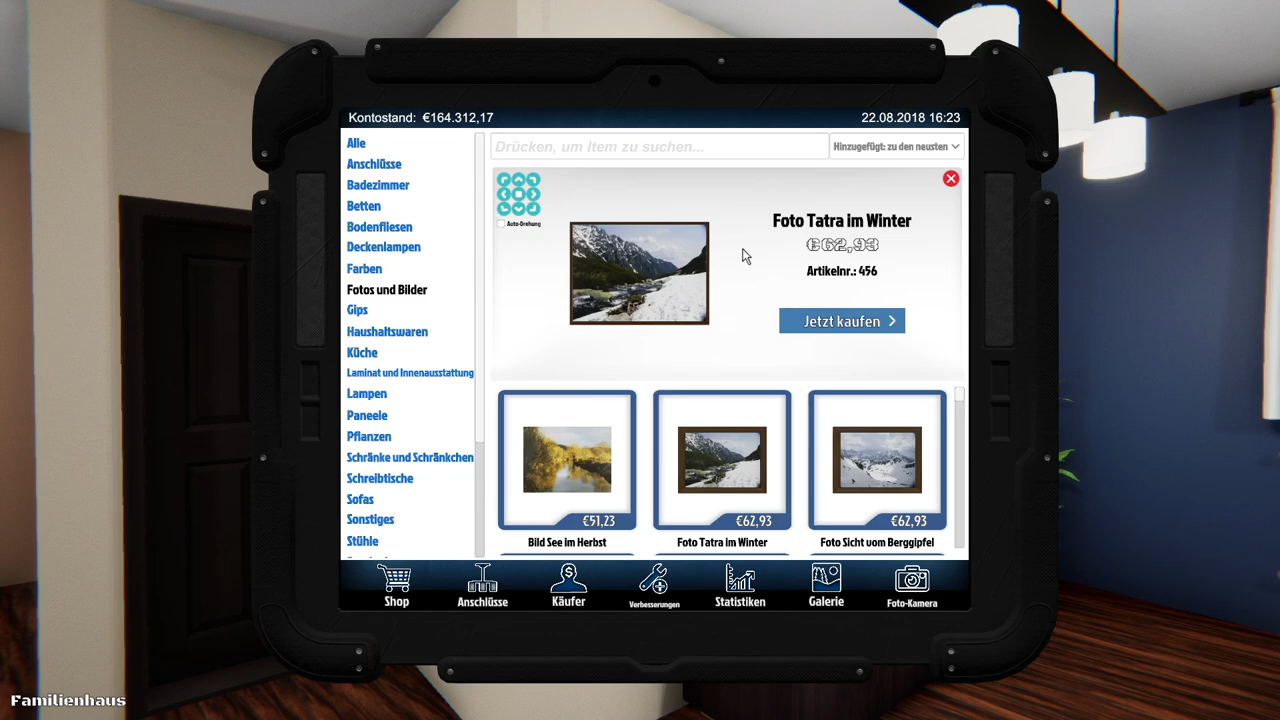 Kontostand: €164.312,17
22.08.2018 16:23
Drücken, um Item zu suchen...
Hinzugefügt: zu den neusten
Alle
Anschlüsse
Badezimmer
Betten
Bodenfliesen
Deckenlampen
Farben
Fotos und Bilder
Gips
Haushaltswaren
Küche
Laminat und Innenausstattung
Lampen
Paneele
Pflanzen
Schränke und Schränkchen
Schreibtische
Sofas
Sonstiges
Stühle
Auto-Drehung
Foto Tatra im Winter
€62,93
Artikelnr.: 456
Jetzt kaufen
€51,23
Bild See im Herbst
€62,93
Foto Tatra im Winter
€62,93
Foto Sicht vom Berggipfel
Shop
Anschlüsse
Käufer
Verbesserungen
Statistiken
Galerie
Foto-Kamera
Familienhaus